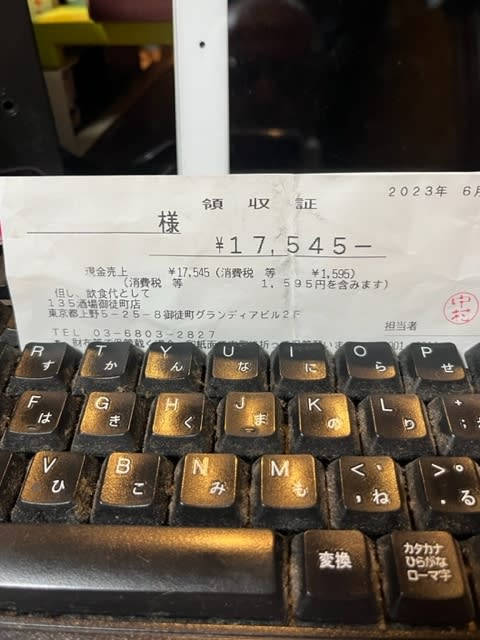 2023年 6月
領収証
様
¥17,545−
現金売上 ¥17,545(消費税 等 ¥1,595)
(消費税 等 1,595円を含みます)
但し、飲食代として
135酒場御徒町店
東京都上野5-25-8御徒町グランディアビル2F
中村
担当者
TEL 03-6803-2827
001
R す T か Y ん U な I に O ら P せ
F は G き H く J ま K の L り + ;
V ひ B こ N み M も < 、 , ね > 。 . る
変換 カタカナ
ひらがな
ローマ字